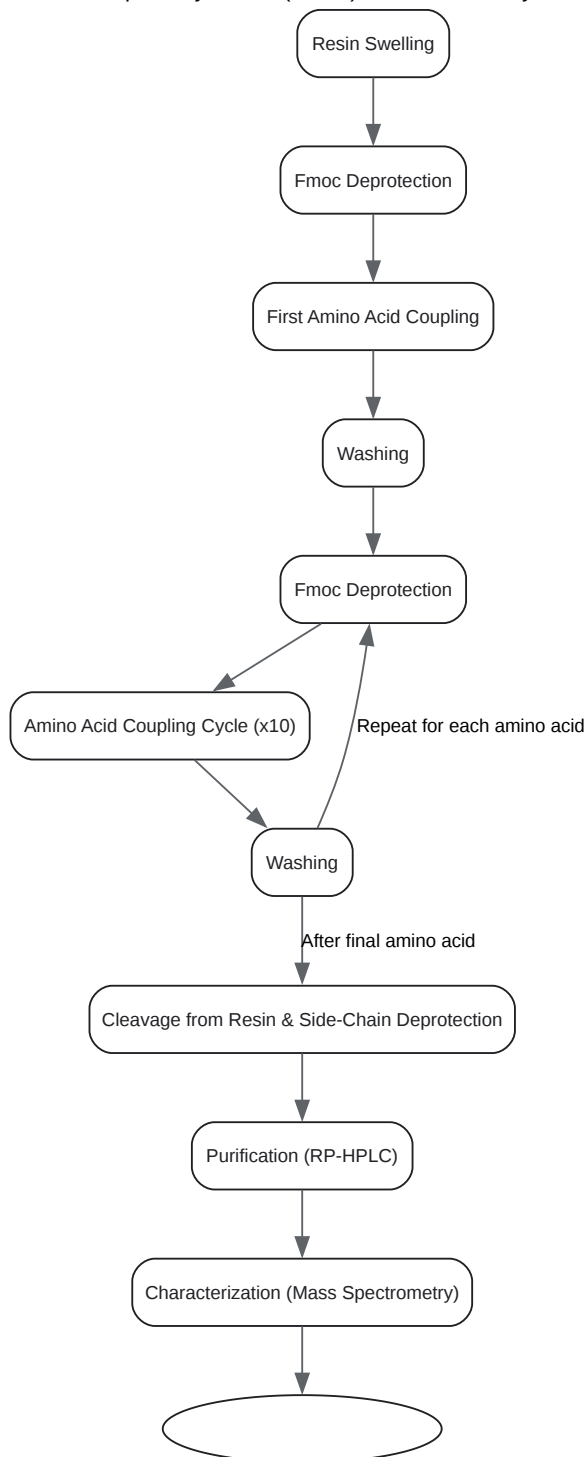 Resin Swelling
Fmoc Deprotection
First Amino Acid Coupling
Washing
Fmoc Deprotection
Amino Acid Coupling Cycle (x10)
Repeat for each amino acid
Washing
After final amino acid
Cleavage from Resin & Side-Chain Deprotection
Purification (RP-HPLC)
Characterization (Mass Spectrometry)